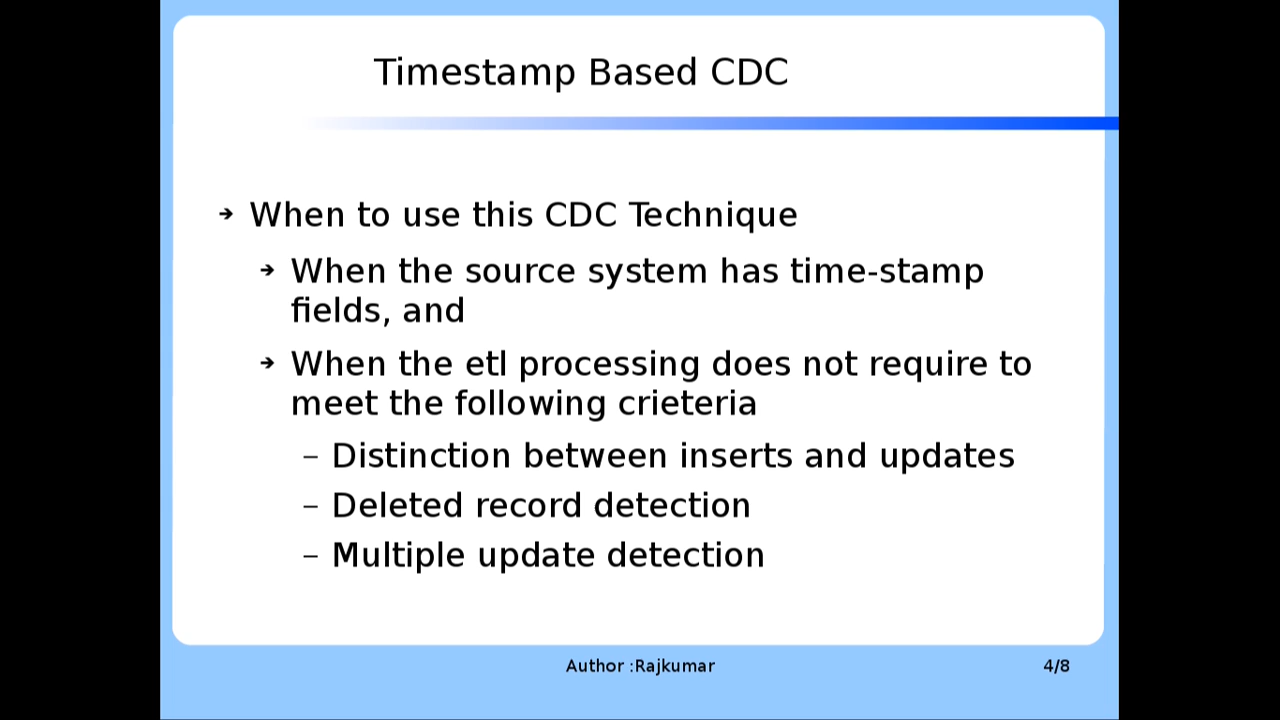 Timestamp Based CDC
➔ When to use this CDC Technique
➔ When the source system has time-stamp
fields, and
➔ When the etl processing does not require to
meet the following crieteria
– Distinction between inserts and updates
– Deleted record detection
– Multiple update detection
Author :Rajkumar
4/8